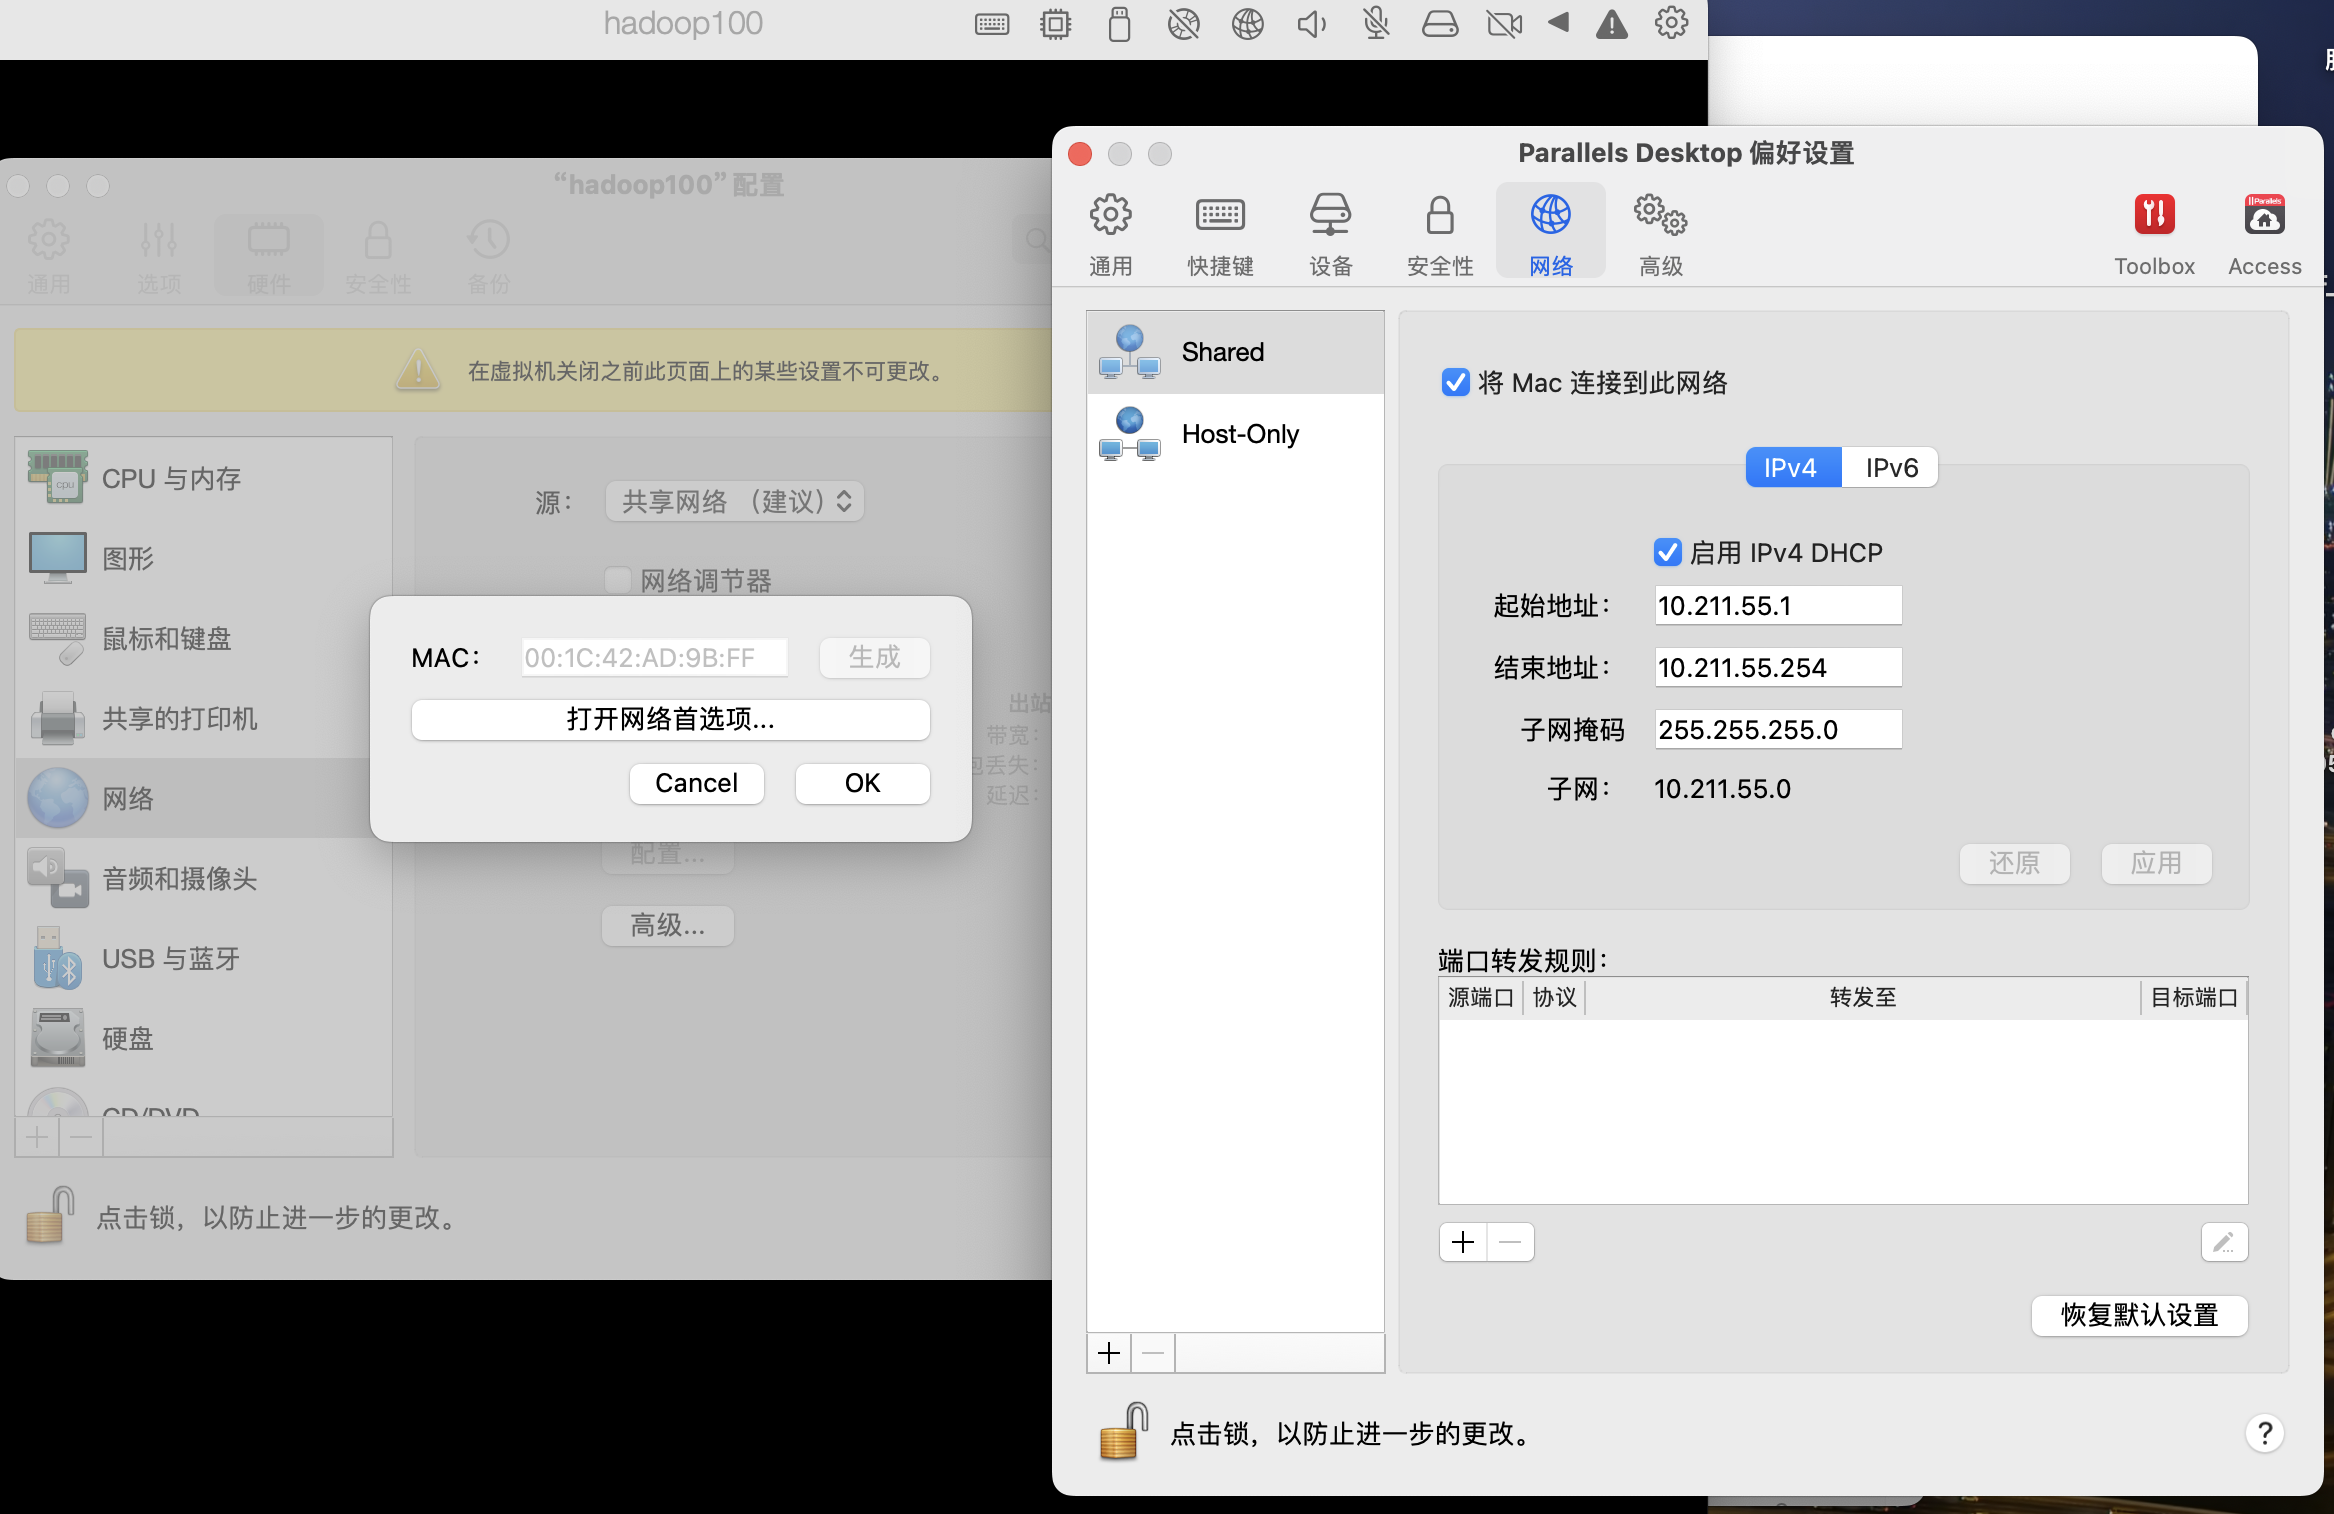 hadoop100
“hadoop100” 配置
通用
选项
硬件
安全性
备份
在虚拟机关闭之前此页面上的某些设置不可更改。
CPU 与内存
图形
鼠标和键盘
共享的打印机
网络
音频和摄像头
USB 与蓝牙
硬盘
CD/DVD
源：
共享网络 （建议）
网络调节器
出站
带宽：
包丢失：
延迟：
配置...
高级...
点击锁，以防止进一步的更改。
MAC：
00:1C:42:AD:9B:FF
生成
打开网络首选项...
Cancel
OK
Parallels Desktop 偏好设置
通用
快捷键
设备
安全性
网络
高级
Toolbox
Parallels
Access
Shared
Host-Only
将 Mac 连接到此网络
IPv4
IPv6
启用 IPv4 DHCP
起始地址：
10.211.55.1
结束地址：
10.211.55.254
子网掩码
255.255.255.0
子网：
10.211.55.0
还原
应用
端口转发规则：
源端口
协议
转发至
目标端口
恢复默认设置
点击锁，以防止进一步的更改。
?